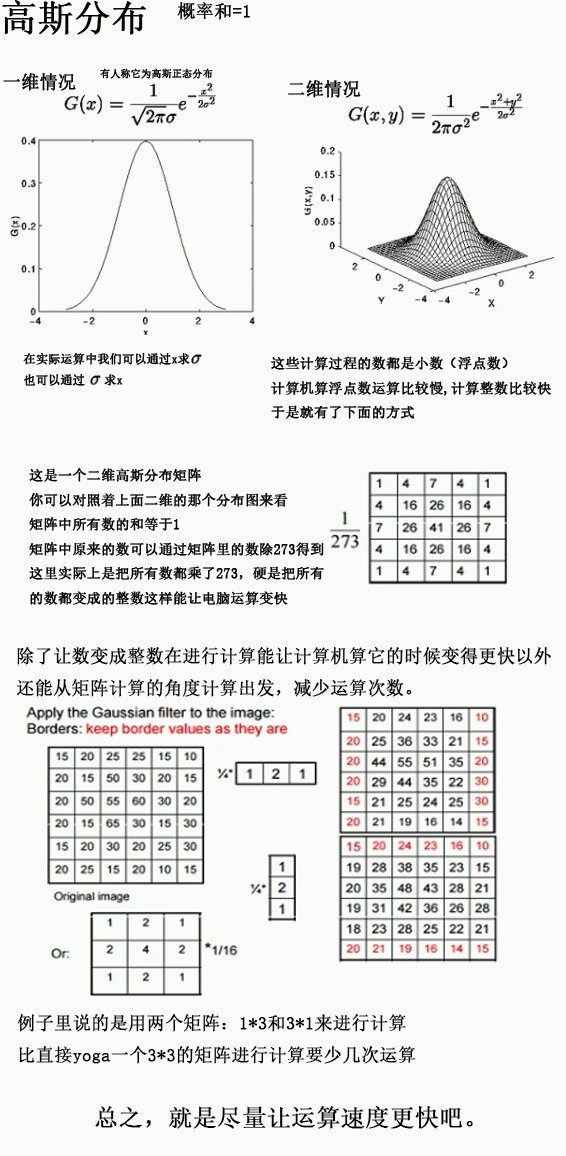 高斯分布 概率和=1
一维情况 有人称它为高斯正态分布
G(x) = 1/(√(2π)σ) e^(-x²/(2σ²))
二维情况
G(x, y) = 1/(2πσ²) e^(-(x²+y²)/(2σ²))
0.4
0.3
0.2
0.1
0
G(x)
-4 -2 0 2 4
x
0.2
0.15
0.1
0.05
0
G(x,y)
2 0 -2 -4
Y
-4 -2 0 2
X
在实际运算中我们可以通过x求σ
也可以通过 σ 求x
这些计算过程的数都是小数（浮点数）
计算机算浮点数运算比较慢,计算整数比较快
于是就有了下面的方式
这是一个二维高斯分布矩阵
你可以对照着上面二维的那个分布图来看
矩阵中所有数的和等于1
矩阵中原来的数可以通过矩阵里的数除273得到
这里实际上是把所有数都乘了273，硬是把所有
的数都变成的整数这样能让电脑运算变快
1/273
1 4 7 4 1
4 16 26 16 4
7 26 41 26 7
4 16 26 16 4
1 4 7 4 1
除了让数变成整数在进行计算能让计算机算它的时候变得更快以外
还能从矩阵计算的角度计算出发，减少运算次数。
Apply the Gaussian filter to the image:
Borders: keep border values as they are
15 20 25 25 15 10
20 15 50 30 20 15
20 50 55 60 30 20
20 15 65 30 15 30
15 20 30 20 25 30
20 25 15 20 10 15
Original image
¼* 1 2 1
15 20 24 23 16 10
20 25 36 33 21 15
20 44 55 51 35 20
20 29 44 35 22 30
15 21 25 24 25 30
20 21 19 16 14 15
¼*
1
2
1
15 20 24 23 16 10
19 28 38 35 23 15
20 35 48 43 28 21
19 31 42 36 26 28
18 23 28 25 22 21
20 21 19 16 14 15
Or:
1 2 1
2 4 2
1 2 1
*1/16
例子里说的是用两个矩阵：1*3和3*1来进行计算
比直接yoga一个3*3的矩阵进行计算要少几次运算
总之，就是尽量让运算速度更快吧。